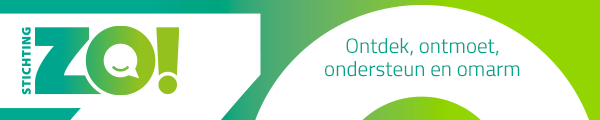 STICHTING
ZO!
Ontdek, ontmoet,
ondersteun en omarm